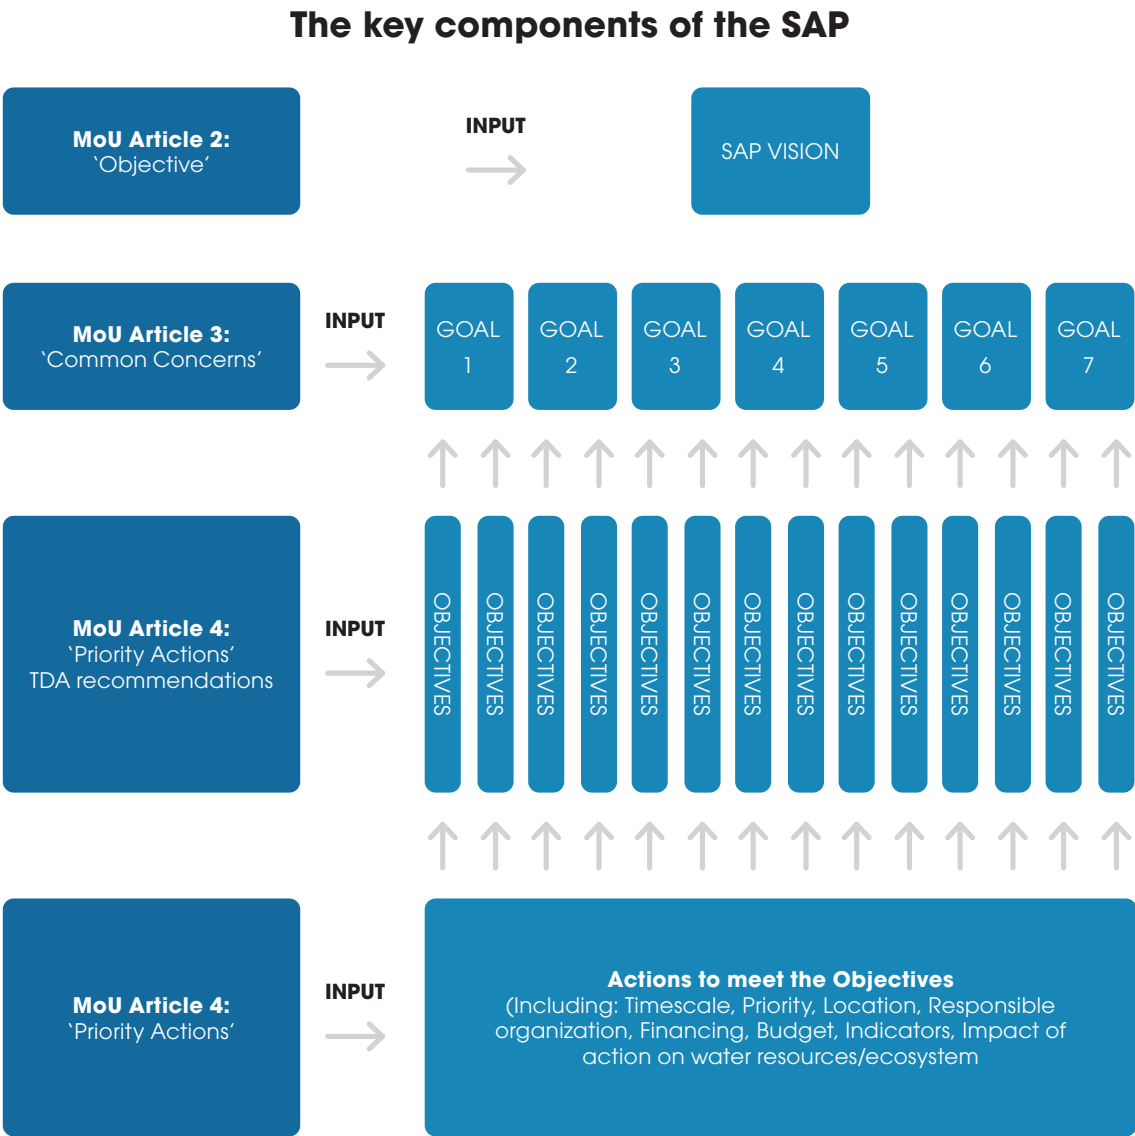 The key components of the SAP
MoU Article 2:
‘Objective’
INPUT
SAP VISION
MoU Article 3:
‘Common Concerns’
INPUT
GOAL
1
GOAL
2
GOAL
3
GOAL
4
GOAL
5
GOAL
6
GOAL
7
MoU Article 4:
‘Priority Actions’
TDA recommendations
INPUT
OBJECTIVES
OBJECTIVES
OBJECTIVES
OBJECTIVES
OBJECTIVES
OBJECTIVES
OBJECTIVES
OBJECTIVES
OBJECTIVES
OBJECTIVES
OBJECTIVES
OBJECTIVES
OBJECTIVES
OBJECTIVES
MoU Article 4:
‘Priority Actions’
INPUT
Actions to meet the Objectives
(Including: Timescale, Priority, Location, Responsible
organization, Financing, Budget, Indicators, Impact of
action on water resources/ecosystem